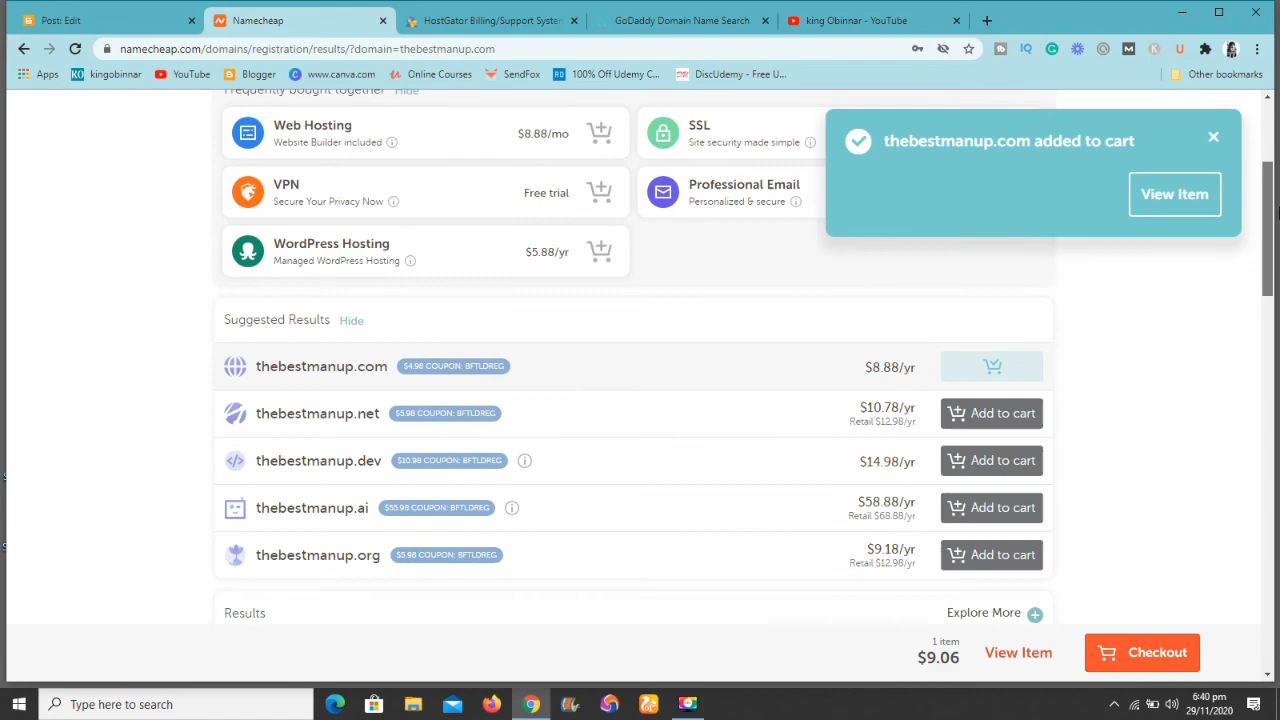 Post: Edit
Namecheap
HostGator Billing/Support System
GoDaddy Domain Name Search
king Obinnar - YouTube
namecheap.com/domains/registration/results/?domain=thebestmanup.com
Apps
kingobinnar
YouTube
Blogger
www.canva.com
Online Courses
SendFox
100% Off Udemy C...
DiscUdemy - Free U...
Other bookmarks
Frequently bought together Hide
Web Hosting
Website Builder included
$8.88/mo
SSL
Site security made simple
VPN
Secure Your Privacy Now
Free trial
Professional Email
Personalized & secure
WordPress Hosting
Managed WordPress Hosting
$5.88/yr
thebestmanup.com added to cart
View Item
Suggested Results Hide
thebestmanup.com $4.98 COUPON: BFTLDREG $8.88/yr
thebestmanup.net $5.98 COUPON: BFTLDREG $10.78/yr Add to cart
Retail $12.98/yr
thebestmanup.dev $10.98 COUPON: BFTLDREG $14.98/yr Add to cart
thebestmanup.ai $55.98 COUPON: BFTLDREG $58.88/yr Add to cart
Retail $68.88/yr
thebestmanup.org $5.98 COUPON: BFTLDREG $9.18/yr Add to cart
Retail $12.98/yr
Results
Explore More
1 item
$9.06
View Item
Checkout
Type here to search
6:40 pm
29/11/2020